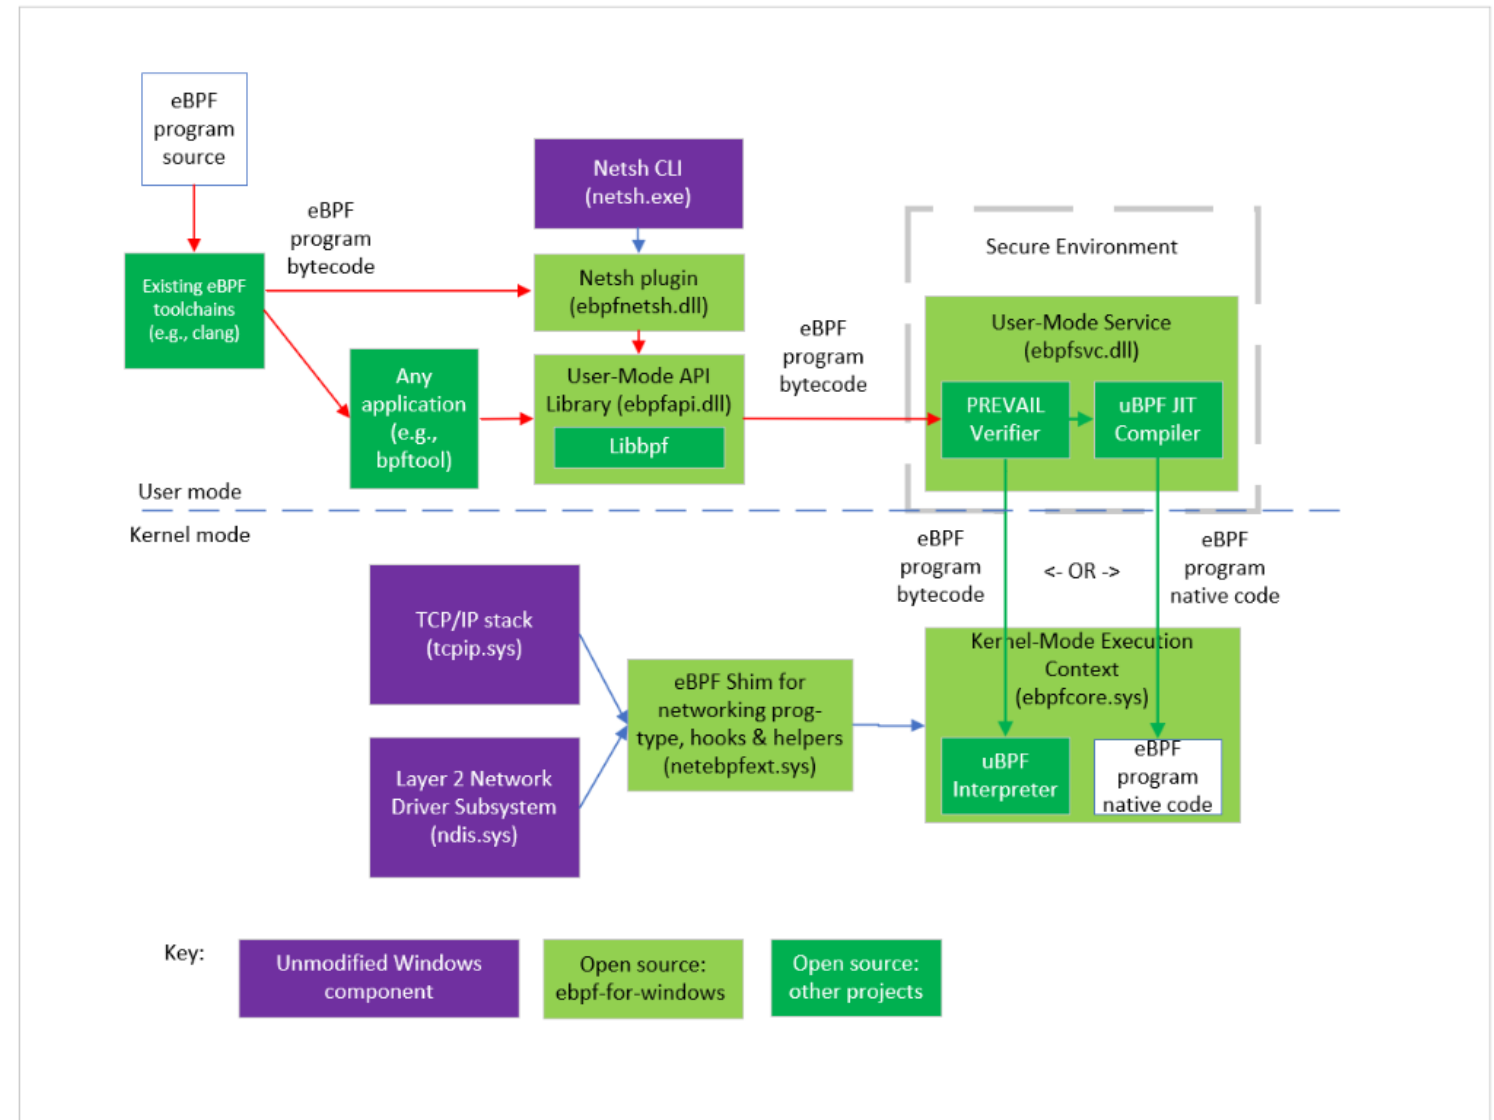 eBPF
program
source
Netsh CLI
(netsh.exe)
eBPF
program
bytecode
Secure Environment
Existing eBPF
toolchains
(e.g., clang)
Netsh plugin
(ebpfnetsh.dll)
User-Mode Service
(ebpfsvc.dll)
eBPF
program
bytecode
Any
application
(e.g.,
bpftool)
User-Mode API
Library (ebpfapi.dll)
Libbpf
PREVAIL
Verifier
uBPF JIT
Compiler
User mode
Kernel mode
eBPF
program
bytecode
<- OR ->
eBPF
program
native code
TCP/IP stack
(tcpip.sys)
eBPF Shim for
networking prog-
type, hooks & helpers
(netebpfext.sys)
Kernel-Mode Execution
Context
(ebpfcore.sys)
Layer 2 Network
Driver Subsystem
(ndis.sys)
uBPF
Interpreter
eBPF
program
native code
Key:
Unmodified Windows
component
Open source:
ebpf-for-windows
Open source:
other projects